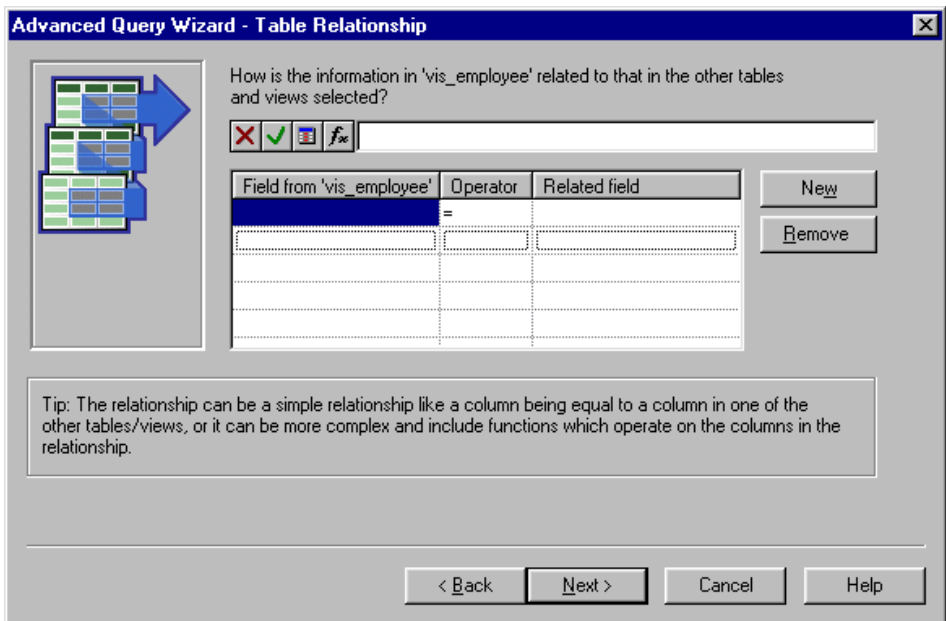 Advanced Query Wizard - Table Relationship
How is the information in 'vis_employee' related to that in the other tables
and views selected?
fx
Field from 'vis_employee' Operator Related field
=
New
Remove
Tip: The relationship can be a simple relationship like a column being equal to a column in one of the
other tables/views, or it can be more complex and include functions which operate on the columns in the
relationship.
< Back Next > Cancel Help